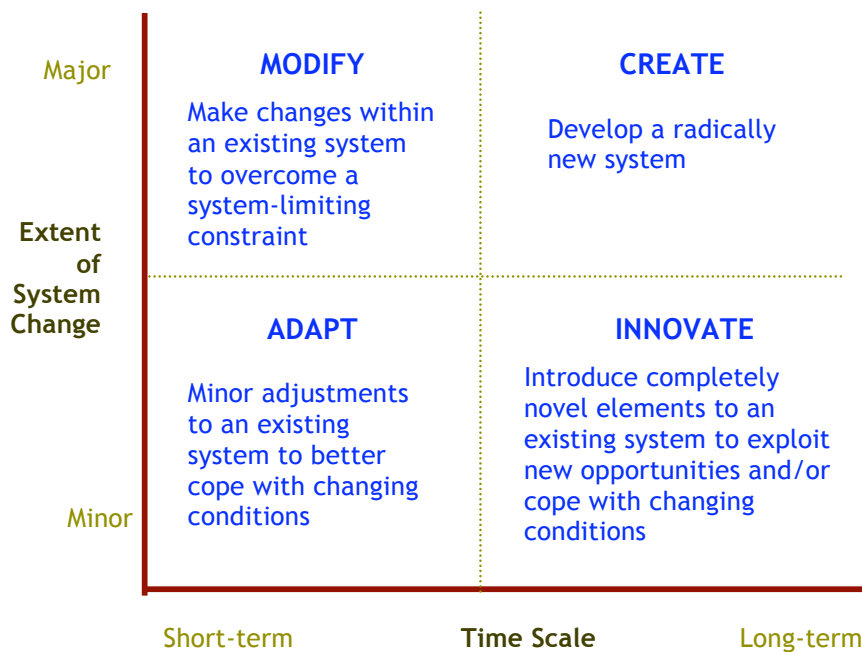 Major
MODIFY
Make changes within
an existing system
to overcome a
system-limiting
constraint
CREATE
Develop a radically
new system
Extent
of
System
Change
ADAPT
Minor adjustments
to an existing
system to better
cope with changing
conditions
INNOVATE
Introduce completely
novel elements to an
existing system to exploit
new opportunities and/or
cope with changing
conditions
Minor
Short-term
Time Scale
Long-term